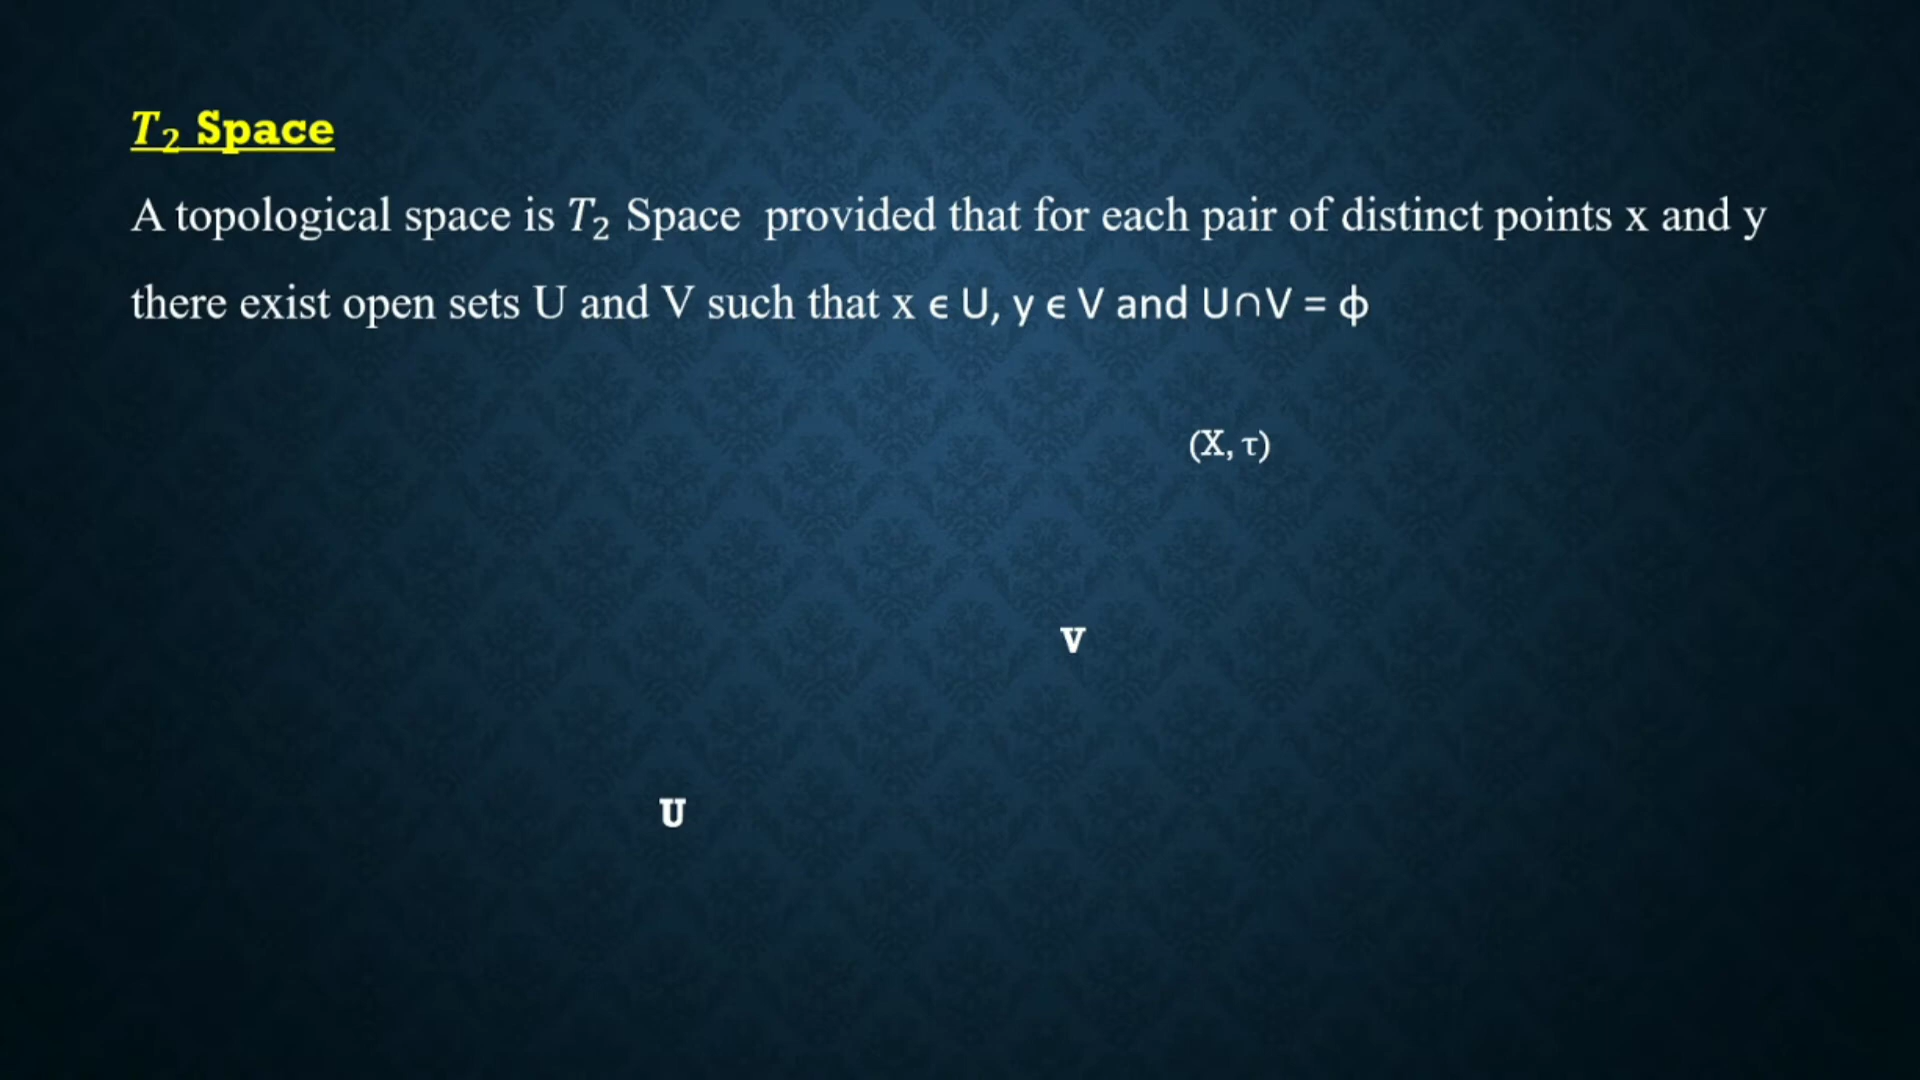 T₂ Space
A topological space is T₂ Space provided that for each pair of distinct points x and y
there exist open sets U and V such that x ϵ U, y ϵ V and U∩V = ϕ
(X, τ)
V
U